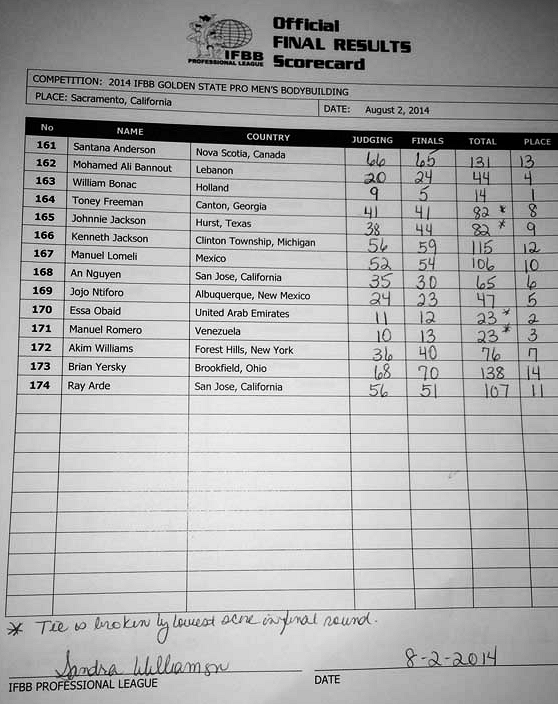 Official
FINAL RESULTS
Scorecard
IFBB
PROFESSIONAL LEAGUE
COMPETITION: 2014 IFBB GOLDEN STATE PRO MEN'S BODYBUILDING
PLACE: Sacramento, California DATE: August 2, 2014
No NAME COUNTRY JUDGING FINALS TOTAL PLACE
161 Santana Anderson Nova Scotia, Canada 66 65 131 13
162 Mohamed Ali Bannout Lebanon 20 24 44 4
163 William Bonac Holland 9 5 14 1
164 Toney Freeman Canton, Georgia 41 41 82 * 8
165 Johnnie Jackson Hurst, Texas 38 44 82 * 9
166 Kenneth Jackson Clinton Township, Michigan 56 59 115 12
167 Manuel Lomeli Mexico 52 54 106 10
168 An Nguyen San Jose, California 35 30 65 6
169 Jojo Ntiforo Albuquerque, New Mexico 24 23 47 5
170 Essa Obaid United Arab Emirates 11 12 23 * 2
171 Manuel Romero Venezuela 10 13 23 * 3
172 Akim Williams Forest Hills, New York 36 40 76 7
173 Brian Yersky Brookfield, Ohio 68 70 138 14
174 Ray Arde San Jose, California 56 51 107 11
* Tie is broken by lowest score in final round.
Sandra Williamson 8-2-2014
IFBB PROFESSIONAL LEAGUE DATE